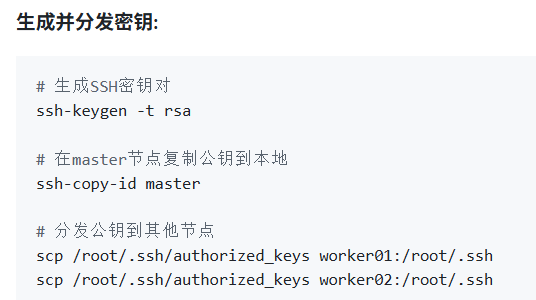 生成并分发密钥:
# 生成SSH密钥对
ssh-keygen -t rsa
# 在master节点复制公钥到本地
ssh-copy-id master
# 分发公钥到其他节点
scp /root/.ssh/authorized_keys worker01:/root/.ssh
scp /root/.ssh/authorized_keys worker02:/root/.ssh